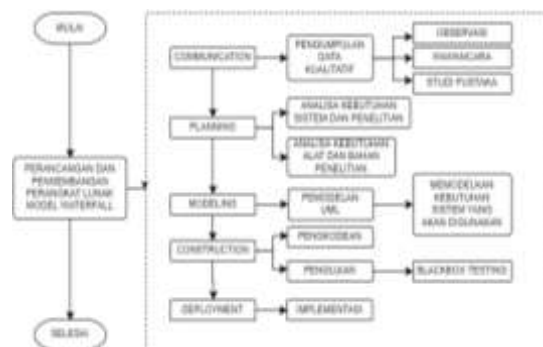 MULAI
PERANCANGAN DAN
PENGEMBANGAN
PERANGKAT LUNAK
MODEL WATERFALL
SELESAI
COMMUNICATION
PENGUMPULAN
DATA
KUALITATIF
OBSERVASI
WAWANCARA
STUDI PUSTAKA
PLANNING
ANALISA KEBUTUHAN
SISTEM DAN PENELITIAN
ANALISA KEBUTUHAN
ALAT DAN BAHAN
PENELITIAN
MODELING
PEMODELAN
UML
MEMODELKAN
KEBUTUHAN
SISTEM YANG
AKAN DIGUNAKAN
CONSTRUCTION
PENGKODEAN
PENGUJIAN
BLACKBOX TESTING
DEPLOYMENT
IMPLEMENTASI